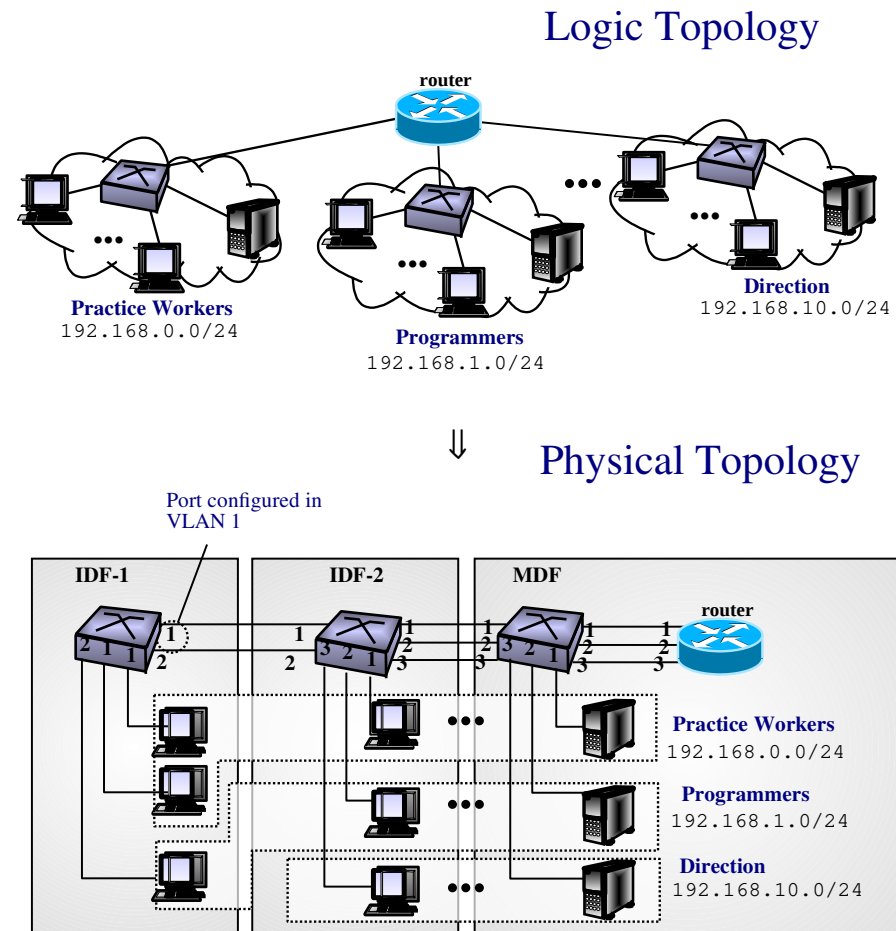 Logic Topology
router
Practice Workers
192.168.0.0/24
Programmers
192.168.1.0/24
Direction
192.168.10.0/24
⇓
Physical Topology
Port configured in
VLAN 1
IDF-1
IDF-2
MDF
router
1 1 1 1 1
2 1 1 2
2 3 2 1 2 3
2 3 3 2 1 2 3 2 3
Practice Workers
192.168.0.0/24
Programmers
192.168.1.0/24
Direction
192.168.10.0/24